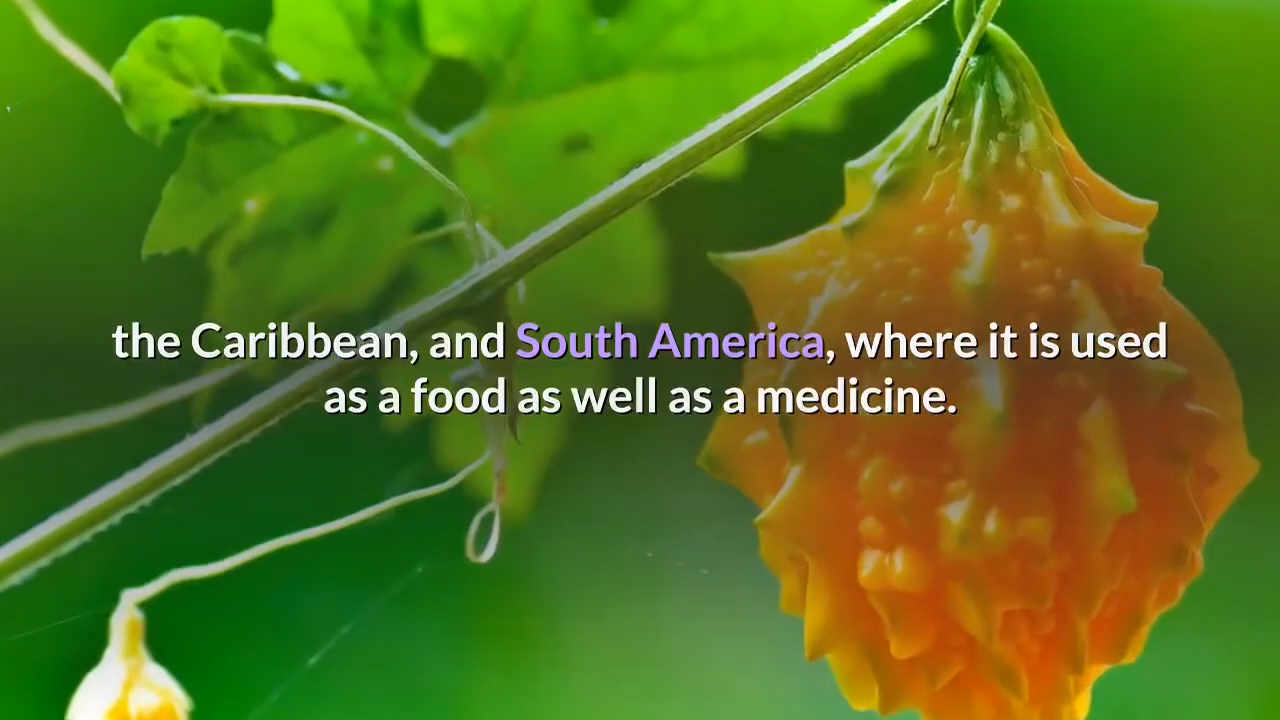 the Caribbean, and South America, where it is used
as a food as well as a medicine.